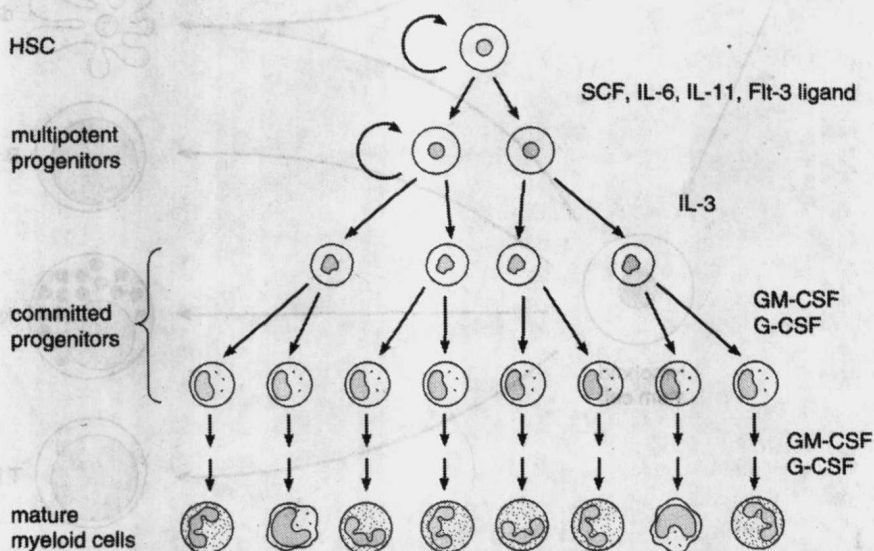 HSC
SCF, IL-6, IL-11, Flt-3 ligand
multipotent
progenitors
IL-3
committed
progenitors
GM-CSF
G-CSF
GM-CSF
G-CSF
mature
myeloid cells